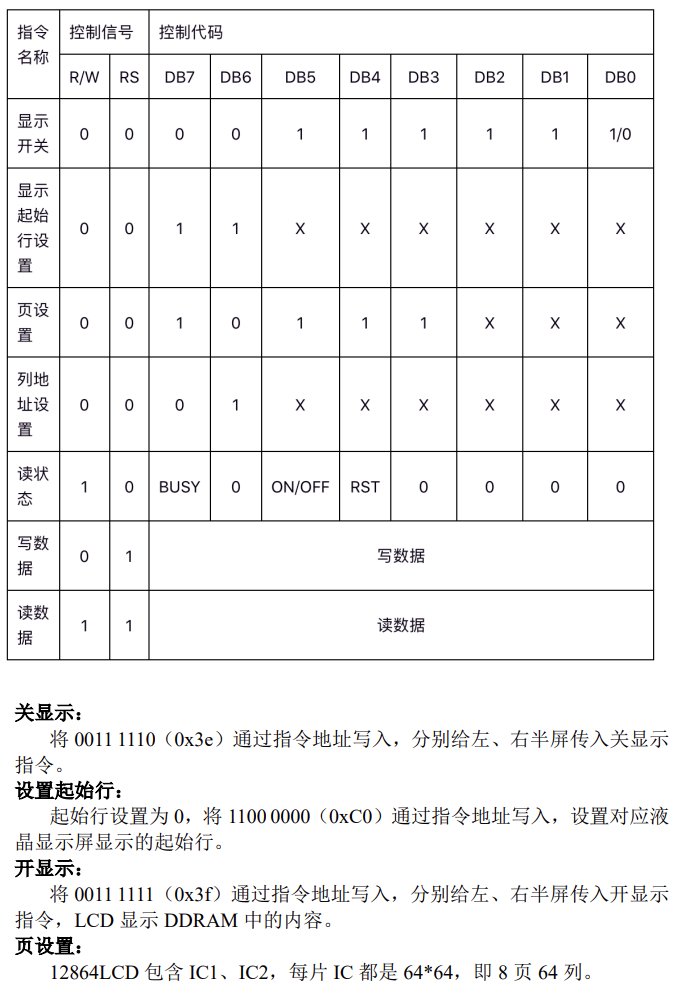 指令 控制信号 控制代码
名称
R/W RS DB7 DB6 DB5 DB4 DB3 DB2 DB1 DB0
显示
开关 0 0 0 0 1 1 1 1 1 1/0
显示
起始
行设
置 0 0 1 1 X X X X X X
页设
置 0 0 1 0 1 1 1 X X X
列地
址设
置 0 0 0 1 X X X X X X
读状
态 1 0 BUSY 0 ON/OFF RST 0 0 0 0
写数
据 0 1 写数据
读数
据 1 1 读数据
关显示：
将 0011 1110（0x3e）通过指令地址写入，分别给左、右半屏传入关显示
指令。
设置起始行：
起始行设置为 0，将 1100 0000（0xC0）通过指令地址写入，设置对应液
晶显示屏显示的起始行。
开显示：
将 0011 1111（0x3f）通过指令地址写入，分别给左、右半屏传入开显示
指令，LCD 显示 DDRAM 中的内容。
页设置：
12864LCD 包含 IC1、IC2，每片 IC 都是 64*64，即 8 页 64 列。